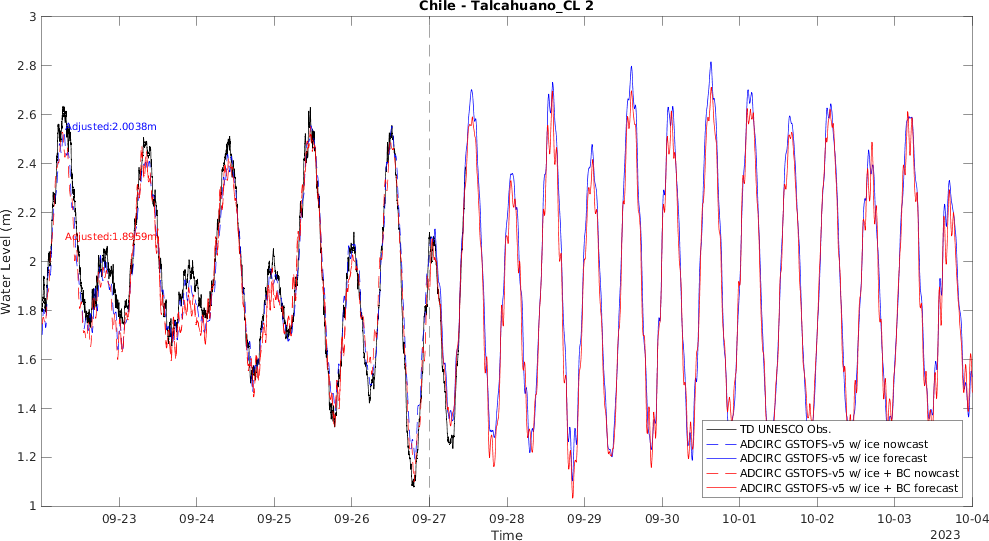 Chile - Talcahuano_CL 2
Water Level (m)
3
2.8
2.6
2.4
2.2
2
1.8
1.6
1.4
1.2
1
Adjusted:2.0038m
Adjusted:1.8959m
TD UNESCO Obs.
ADCIRC GSTOFS-v5 w/ ice nowcast
ADCIRC GSTOFS-v5 w/ ice forecast
ADCIRC GSTOFS-v5 w/ ice + BC nowcast
ADCIRC GSTOFS-v5 w/ ice + BC forecast
09-23 09-24 09-25 09-26 09-27 09-28 09-29 09-30 10-01 10-02 10-03 10-04
2023
Time